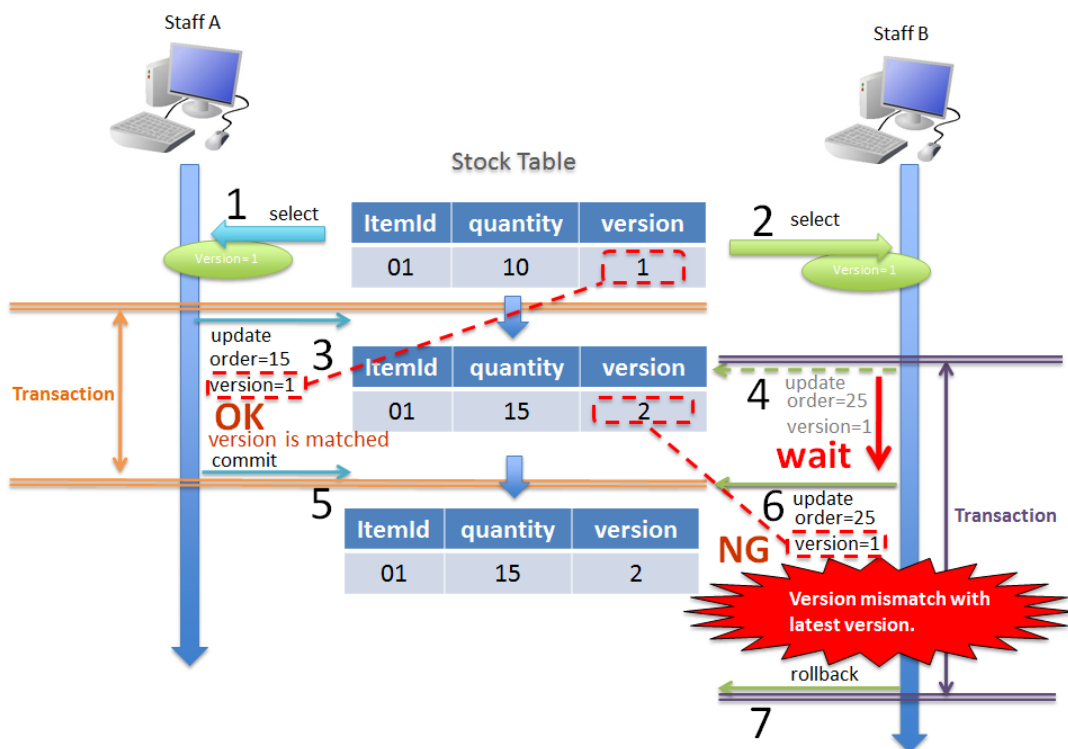 Staff A
Staff B
Stock Table
1
select
Version=1
ItemId quantity version
01 10 1
2
select
Version=1
update
order=15
version=1
3
OK
version is matched
commit
Transaction
ItemId quantity version
01 15 2
4
update
order=25
version=1
wait
5
ItemId quantity version
01 15 2
6
update
order=25
version=1
NG
Transaction
Version mismatch with
latest version.
rollback
7